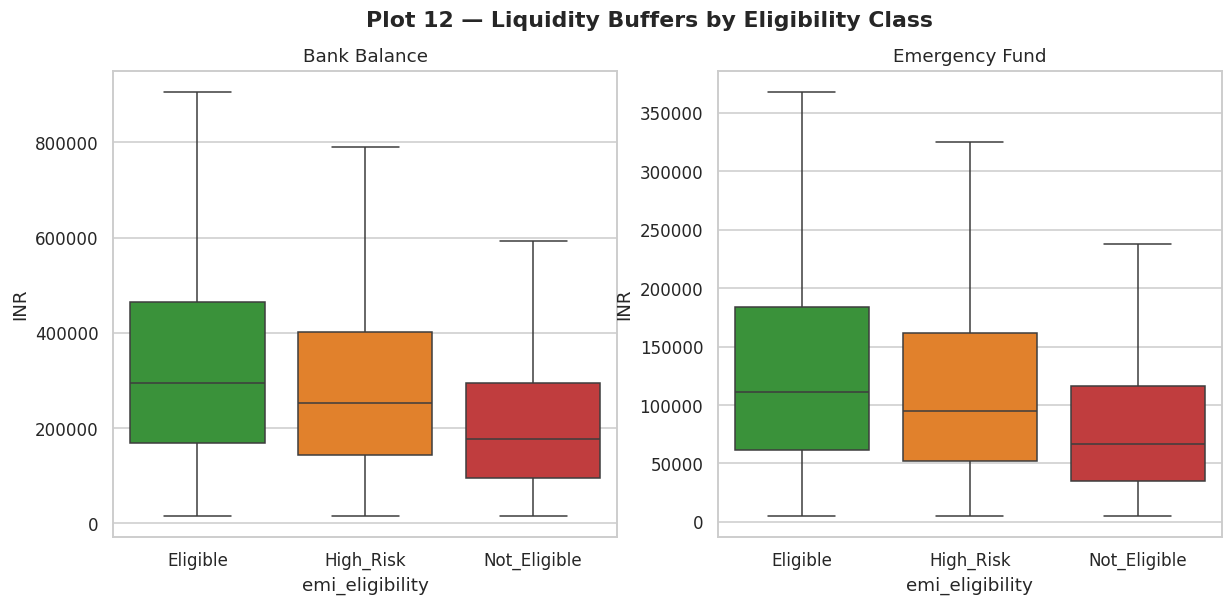 Plot 12 — Liquidity Buffers by Eligibility Class
Bank Balance
INR
800000
600000
400000
200000
0
Eligible High_Risk Not_Eligible
emi_eligibility
Emergency Fund
INR
350000
300000
250000
200000
150000
100000
50000
0
Eligible High_Risk Not_Eligible
emi_eligibility